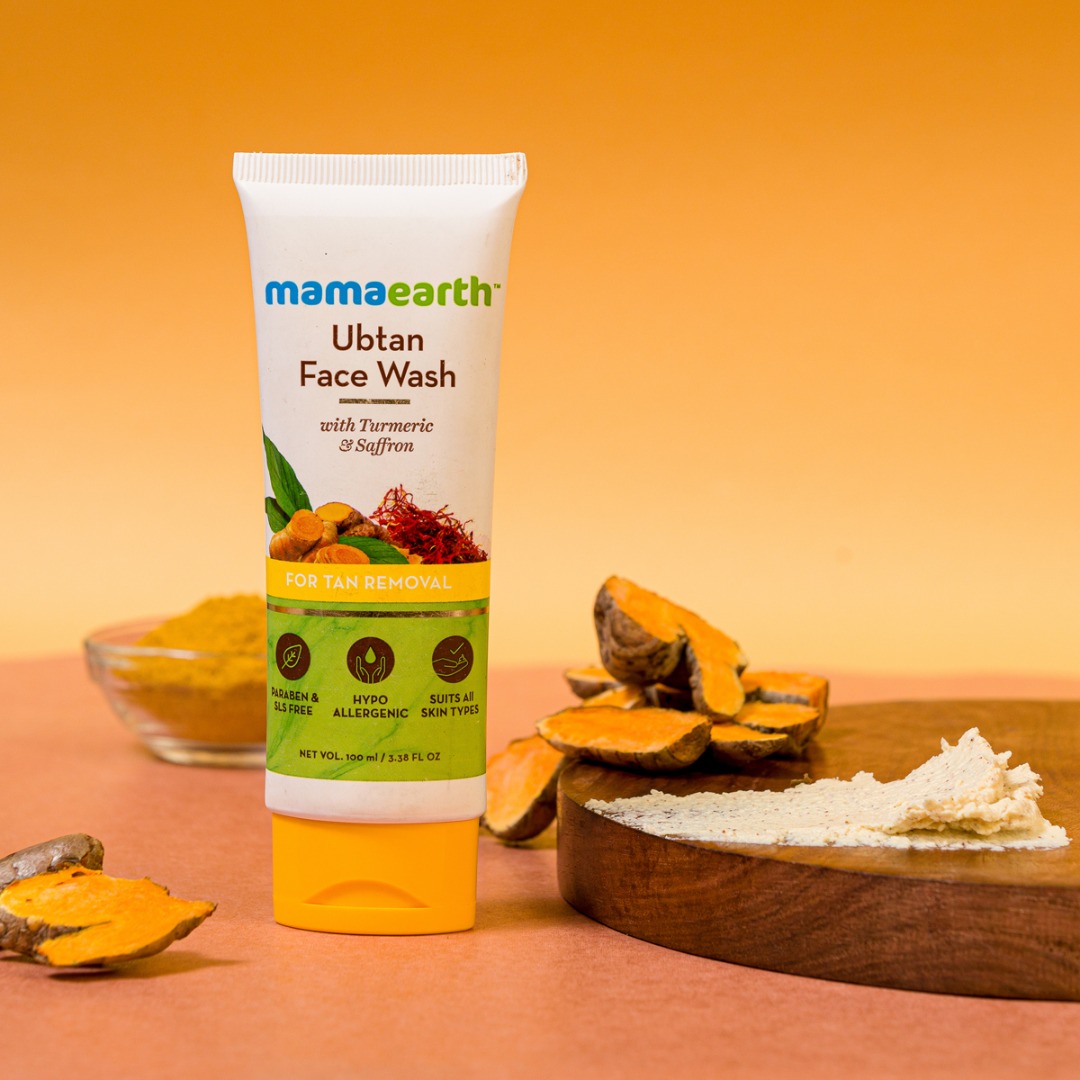 mamaearth™
Ubtan
Face Wash
with Turmeric
& Saffron
FOR TAN REMOVAL
PARABEN &
SLS FREE
HYPO
ALLERGENIC
SUITS All
SKIN TYPES
NET VOL. 100 ml / 3.38 FL OZ